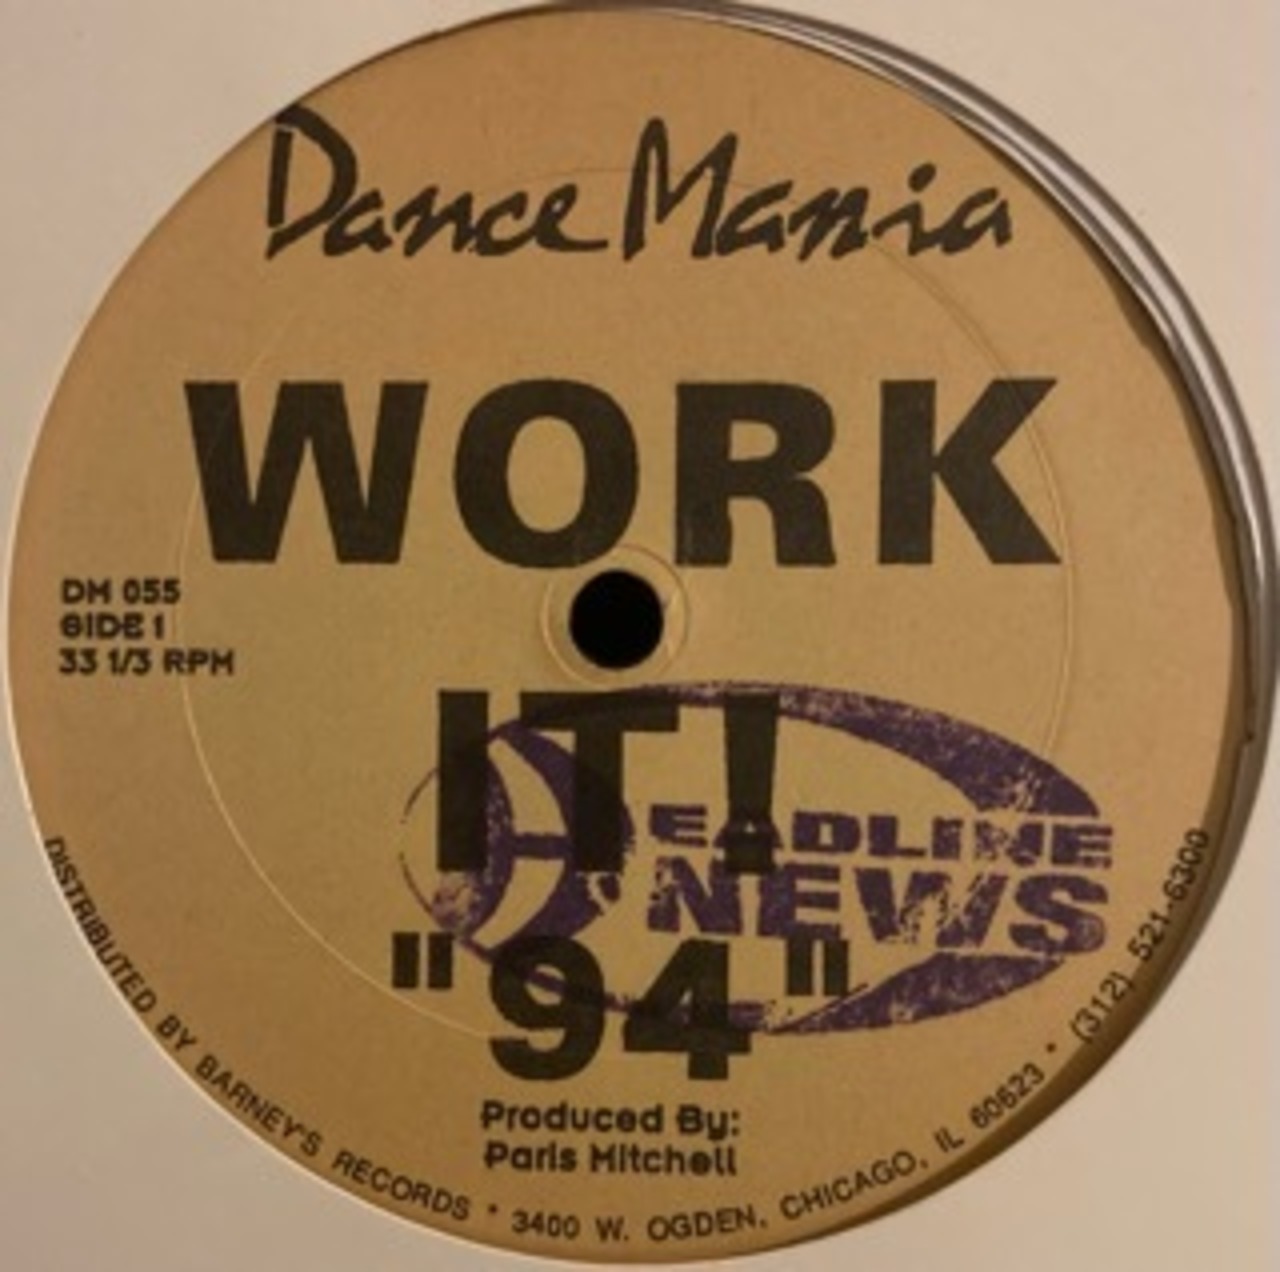 Dance Mania
WORK
DM 055
SIDE 1
33 1/3 RPM
IT!
HEADLINE
NEWS
"94"
Produced By:
Paris Mitchell
DISTRIBUTED BY BARNEY'S RECORDS * 3400 W. OGDEN, CHICAGO, IL 60623 * (312) 521-6300